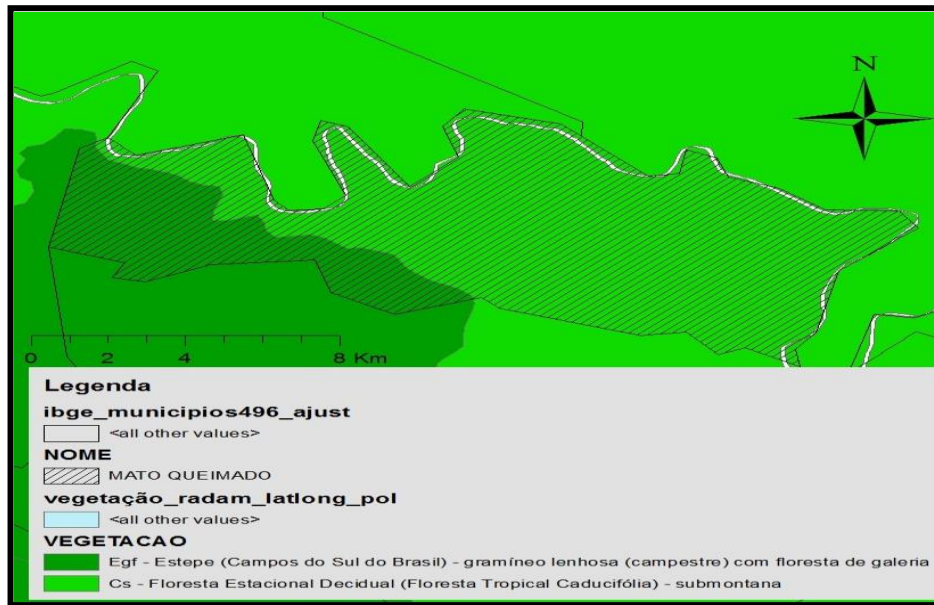 N
0 2 4 8 Km
Legenda
ibge_municipios496_ajust
<all other values>
NOME
MATO QUEIMADO
vegetação_radam_latlong_pol
<all other values>
VEGETACAO
Egf - Estepe (Campos do Sul do Brasil) - gramíneo lenhosa (campestre) com floresta de galeria
Cs - Floresta Estacional Decidual (Floresta Tropical Caducifólia) - submontana